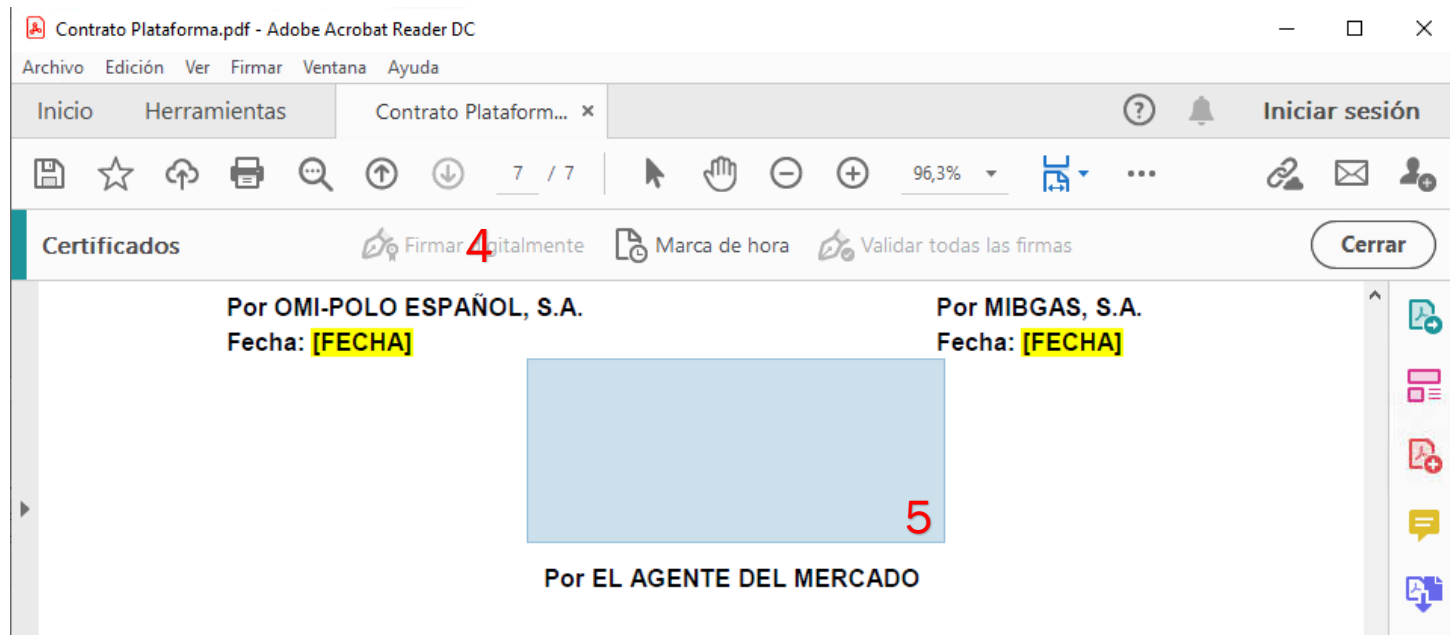 Contrato Plataforma.pdf - Adobe Acrobat Reader DC
Archivo Edición Ver Firmar Ventana Ayuda
Inicio Herramientas Contrato Plataform... × Iniciar sesión
7 / 7 96,3%
Certificados Firmar digitalmente Marca de hora Validar todas las firmas Cerrar
4
Por OMI-POLO ESPAÑOL, S.A. Por MIBGAS, S.A.
Fecha: [FECHA] Fecha: [FECHA]
5
Por EL AGENTE DEL MERCADO